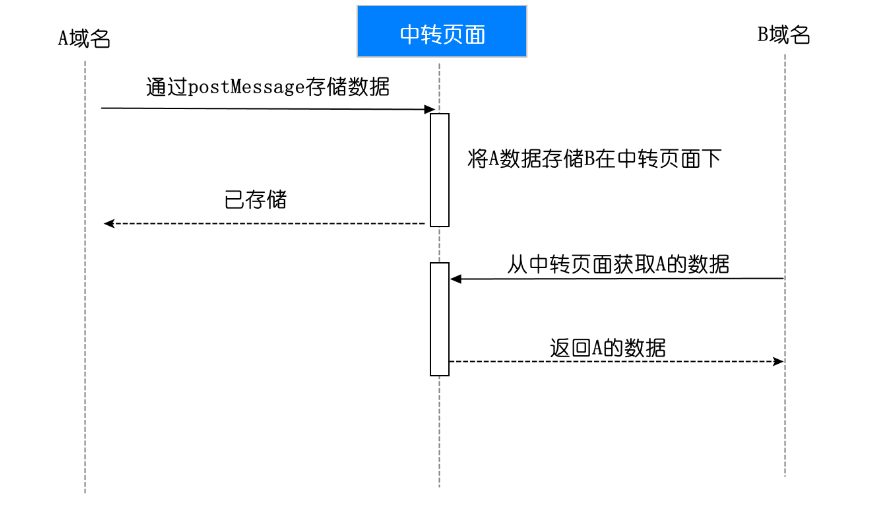 A域名
中转页面
B域名
通过postMessage存储数据
将A数据存储B在中转页面下
已存储
从中转页面获取A的数据
返回A的数据